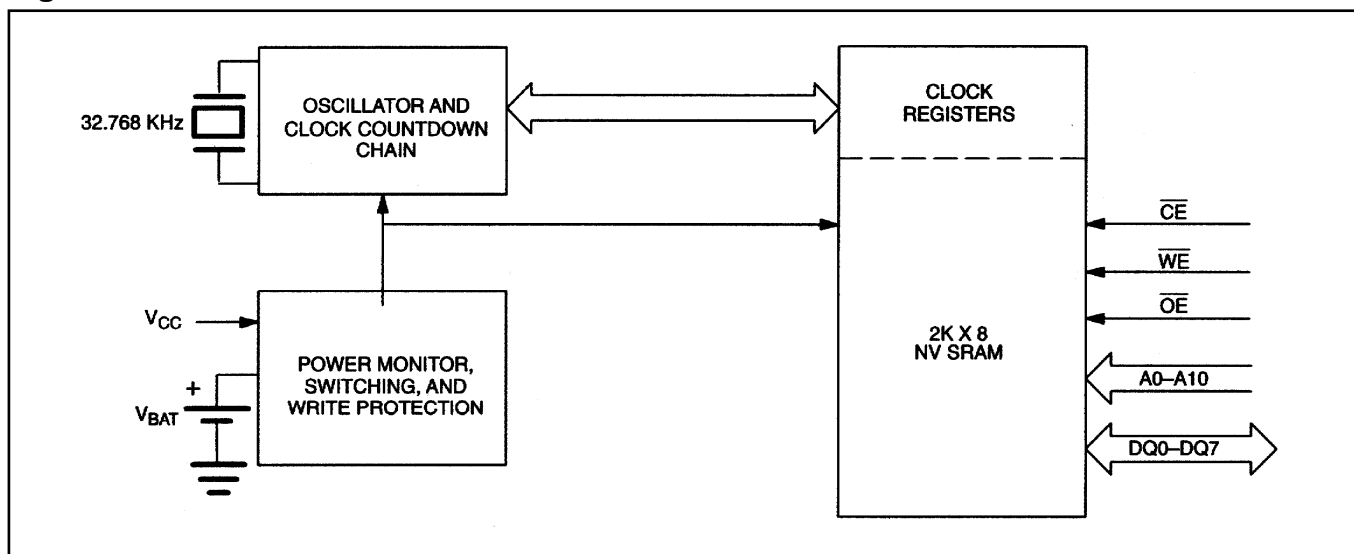 32.768 KHz
OSCILLATOR AND
CLOCK COUNTDOWN
CHAIN
CLOCK
REGISTERS
VCC
+
VBAT
POWER MONITOR,
SWITCHING, AND
WRITE PROTECTION
2K X 8
NV SRAM
CE
WE
OE
A0–A10
DQ0–DQ7